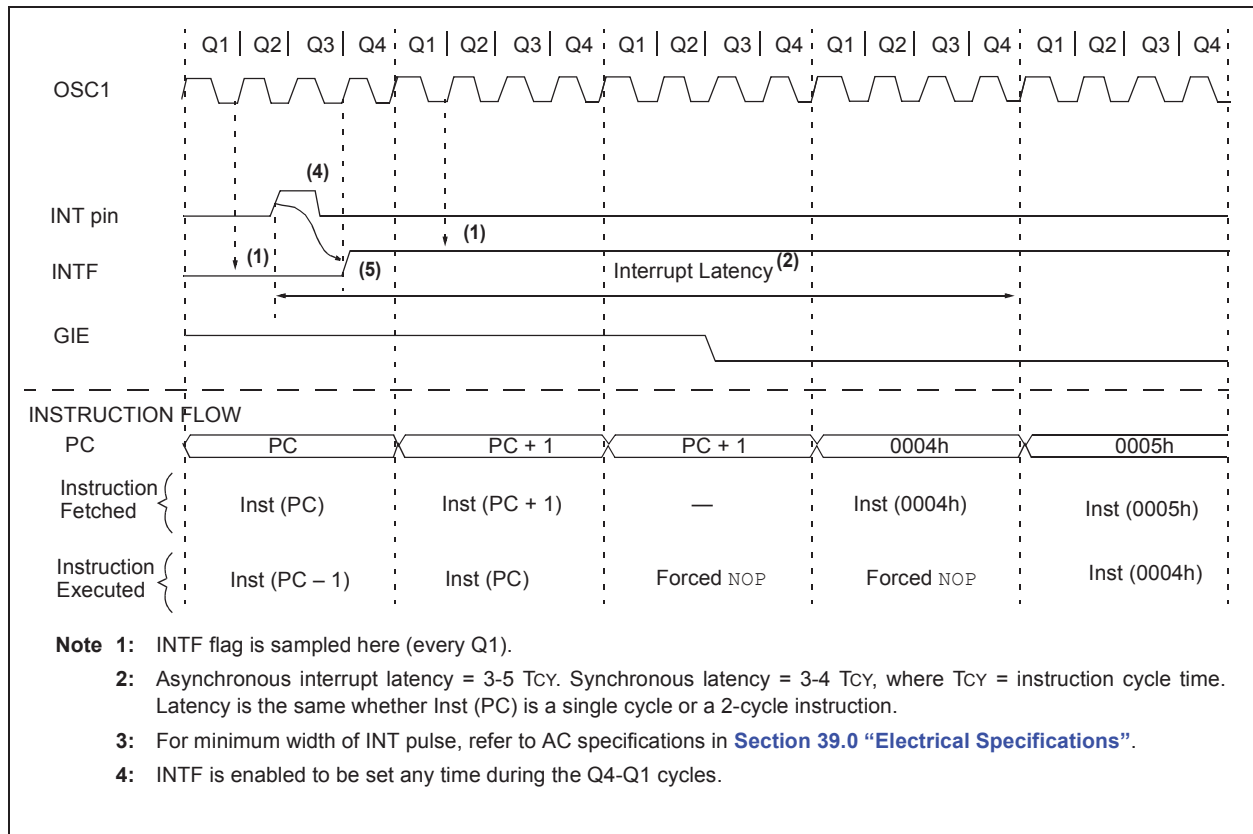 Q1 Q2 Q3 Q4 Q1 Q2 Q3 Q4 Q1 Q2 Q3 Q4 Q1 Q2 Q3 Q4 Q1 Q2 Q3 Q4
OSC1
(4)
INT pin
(1) (1)
INTF (5) Interrupt Latency (2)
GIE
INSTRUCTION FLOW
PC PC PC + 1 PC + 1 0004h 0005h
Instruction
Fetched Inst (PC) Inst (PC + 1) — Inst (0004h) Inst (0005h)
Instruction
Executed Inst (PC – 1) Inst (PC) Forced NOP Forced NOP Inst (0004h)
Note 1: INTF flag is sampled here (every Q1).
2: Asynchronous interrupt latency = 3-5 TCY. Synchronous latency = 3-4 TCY, where TCY = instruction cycle time.
Latency is the same whether Inst (PC) is a single cycle or a 2-cycle instruction.
3: For minimum width of INT pulse, refer to AC specifications in Section 39.0 “Electrical Specifications”.
4: INTF is enabled to be set any time during the Q4-Q1 cycles.